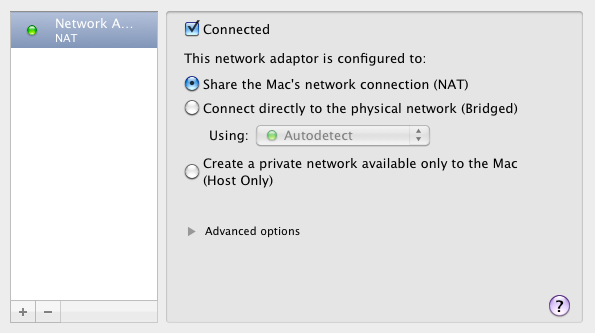 Network A...
NAT
Connected
This network adaptor is configured to:
Share the Mac's network connection (NAT)
Connect directly to the physical network (Bridged)
Using: Autodetect
Create a private network available only to the Mac
(Host Only)
Advanced options
+ −
?